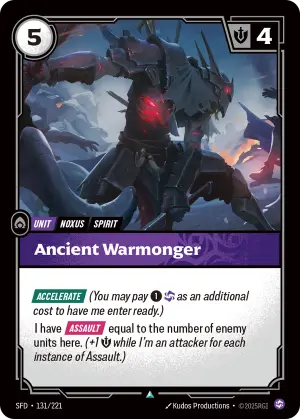 5
4
UNIT NOXUS SPIRIT
Ancient Warmonger
ACCELERATE (You may pay 1 as an additional
cost to have me enter ready.)
I have ASSAULT equal to the number of enemy
units here. (+1 while I'm an attacker for each
instance of Assault.)
SFD • 131/221 Kudos Productions • ©2025RGI